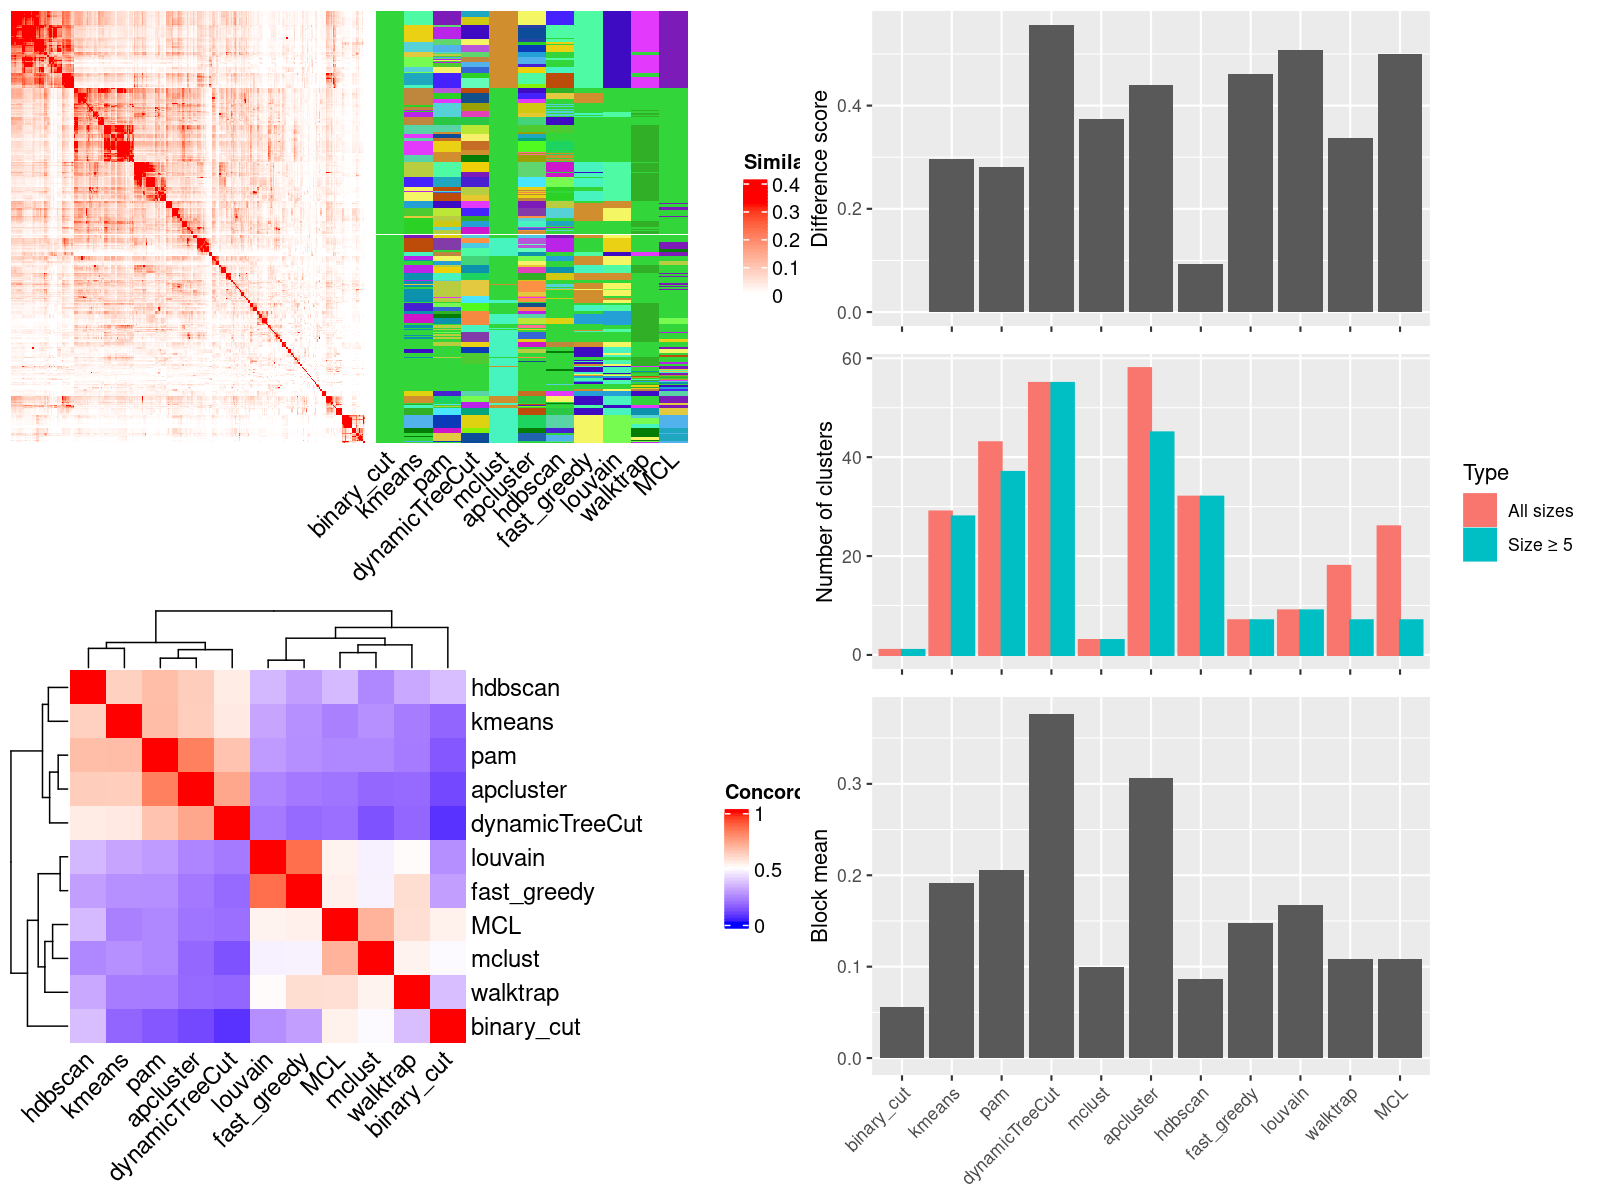 Simila
0.4
0.3
0.2
0.1
0
binary_cut
kmeans
pam
dynamicTreeCut
mclust
apcluster
hdbscan
fast_greedy
louvain
walktrap
MCL
hdbscan
kmeans
pam
apcluster
dynamicTreeCut
louvain
fast_greedy
MCL
mclust
walktrap
binary_cut
hdbscan
kmeans
pam
apcluster
dynamicTreeCut
louvain
fast_greedy
MCL
mclust
walktrap
binary_cut
Concord
1
0.5
0
Difference score
0.4
0.2
0.0
Number of clusters
60
40
20
0
Type
All sizes
Size ≥ 5
Block mean
0.3
0.2
0.1
0.0
binary_cut
kmeans
pam
dynamicTreeCut
mclust
apcluster
hdbscan
fast_greedy
louvain
walktrap
MCL